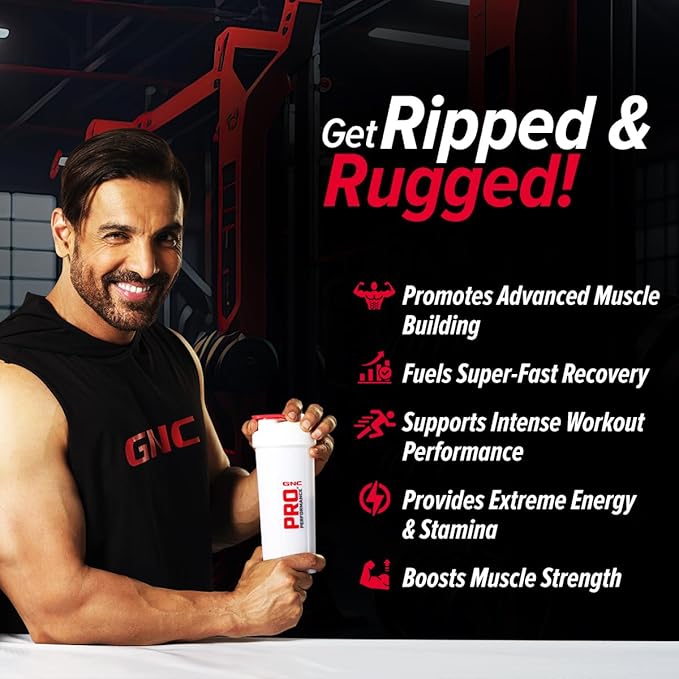 Get Ripped &
Rugged!
Promotes Advanced Muscle
Building
Fuels Super-Fast Recovery
Supports Intense Workout
Performance
Provides Extreme Energy
& Stamina
Boosts Muscle Strength
GNC
GNC
PRO
PERFORMANCE